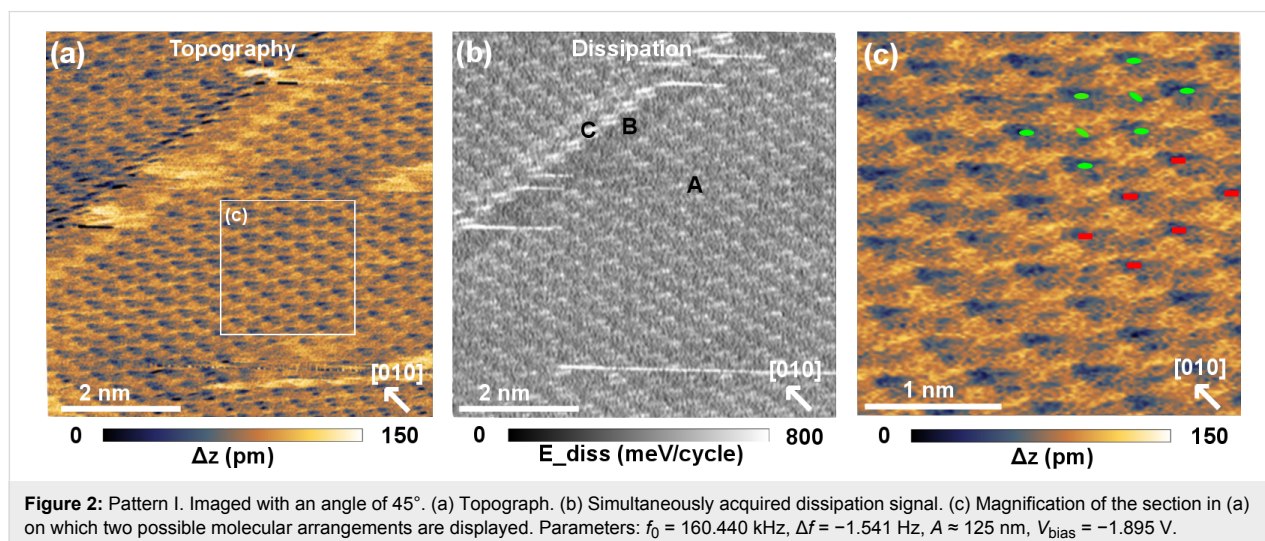 (a) Topography
(c)
[010]
2 nm
0 150
Δz (pm)
(b) Dissipation
C B
A
[010]
2 nm
0 800
E_diss (meV/cycle)
(c)
[010]
1 nm
0 150
Δz (pm)
Figure 2: Pattern I. Imaged with an angle of 45°. (a) Topograph. (b) Simultaneously acquired dissipation signal. (c) Magnification of the section in (a)
on which two possible molecular arrangements are displayed. Parameters: f₀ = 160.440 kHz, Δf = −1.541 Hz, A ≈ 125 nm, V_bias = −1.895 V.